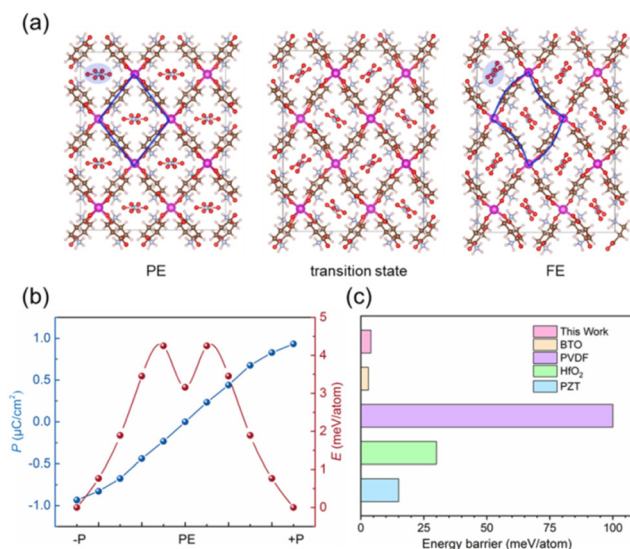 (a)
PE
transition state
FE
(b)
1.0
0.5
0.0
-0.5
-1.0
P (μC/cm²)
5
4
3
2
1
0
E (meV/atom)
-P
PE
+P
(c)
This Work
BTO
PVDF
HfO₂
PZT
0
25
50
75
100
Energy barrier (meV/atom)